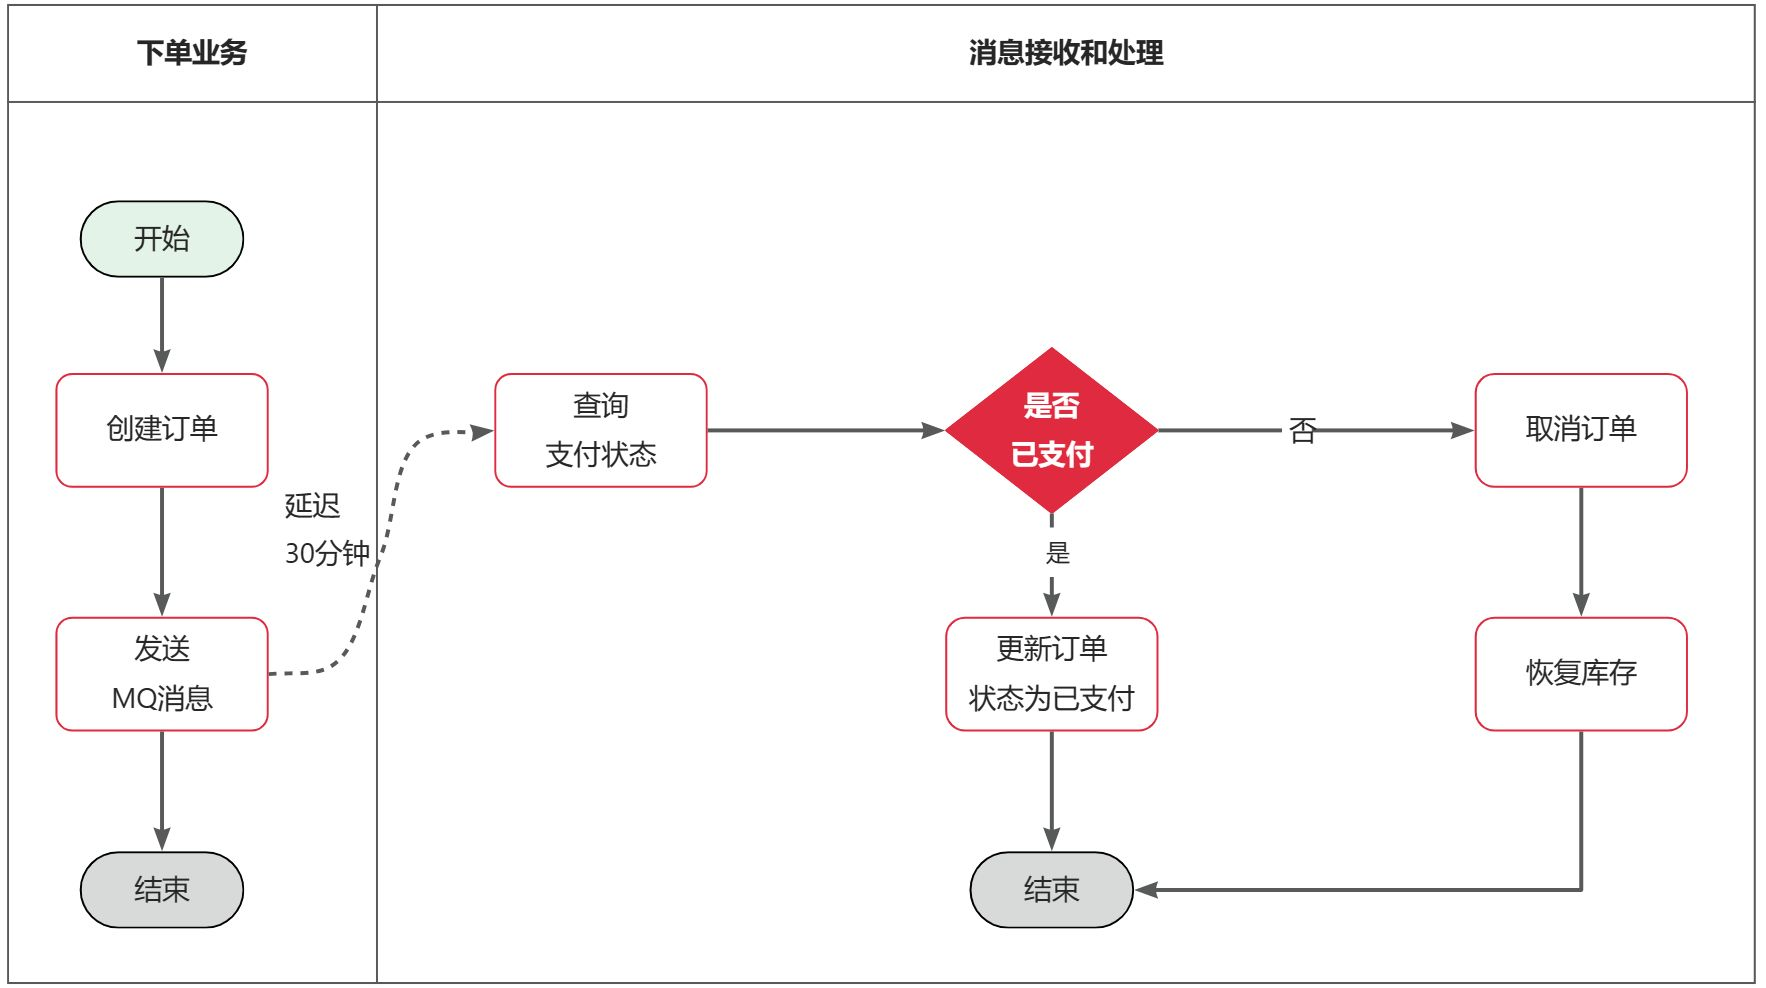 下单业务
消息接收和处理
开始
创建订单
延迟
30分钟
发送
MQ消息
结束
查询
支付状态
是否
已支付
否
取消订单
是
更新订单
状态为已支付
恢复库存
结束